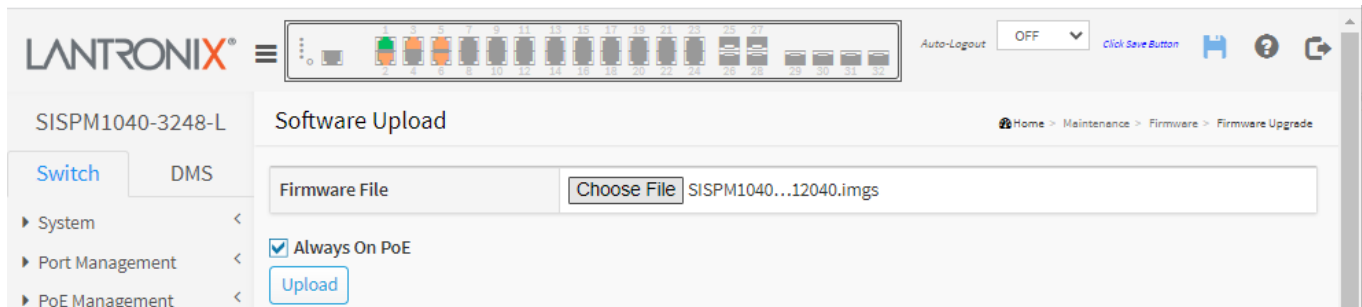 LANTRONIX®
1 3 5 7 9 11 13 15 17 19 21 23 25 27
2 4 6 8 10 12 14 16 18 20 22 24 26 28 29 30 31 32
Auto-Logout OFF Click Save Button
SISPM1040-3248-L
Software Upload
Home > Maintenance > Firmware > Firmware Upgrade
Switch DMS
Firmware File Choose File SISPM1040...12040.imgs
System
Always On PoE
Port Management
Upload
PoE Management